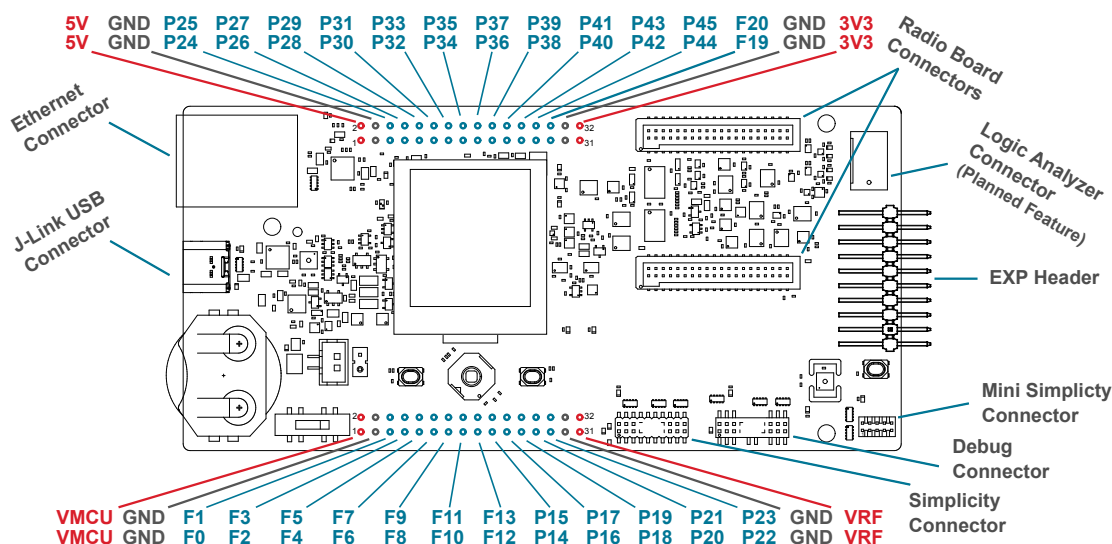 5V GND P25 P27 P29 P31 P33 P35 P37 P39 P41 P43 P45 F20 GND 3V3
5V GND P24 P26 P28 P30 P32 P34 P36 P38 P40 P42 P44 F19 GND 3V3
Radio Board
Connectors
Ethernet
Connector
2
1
32
31
Logic Analyzer
Connector
(Planned Feature)
J-Link USB
Connector
EXP Header
Mini Simplicty
Connector
2
1
32
31
Debug
Connector
Simplicity
Connector
VMCU GND F1 F3 F5 F7 F9 F11 F13 P15 P17 P19 P21 P23 GND VRF
VMCU GND F0 F2 F4 F6 F8 F10 F12 P14 P16 P18 P20 P22 GND VRF